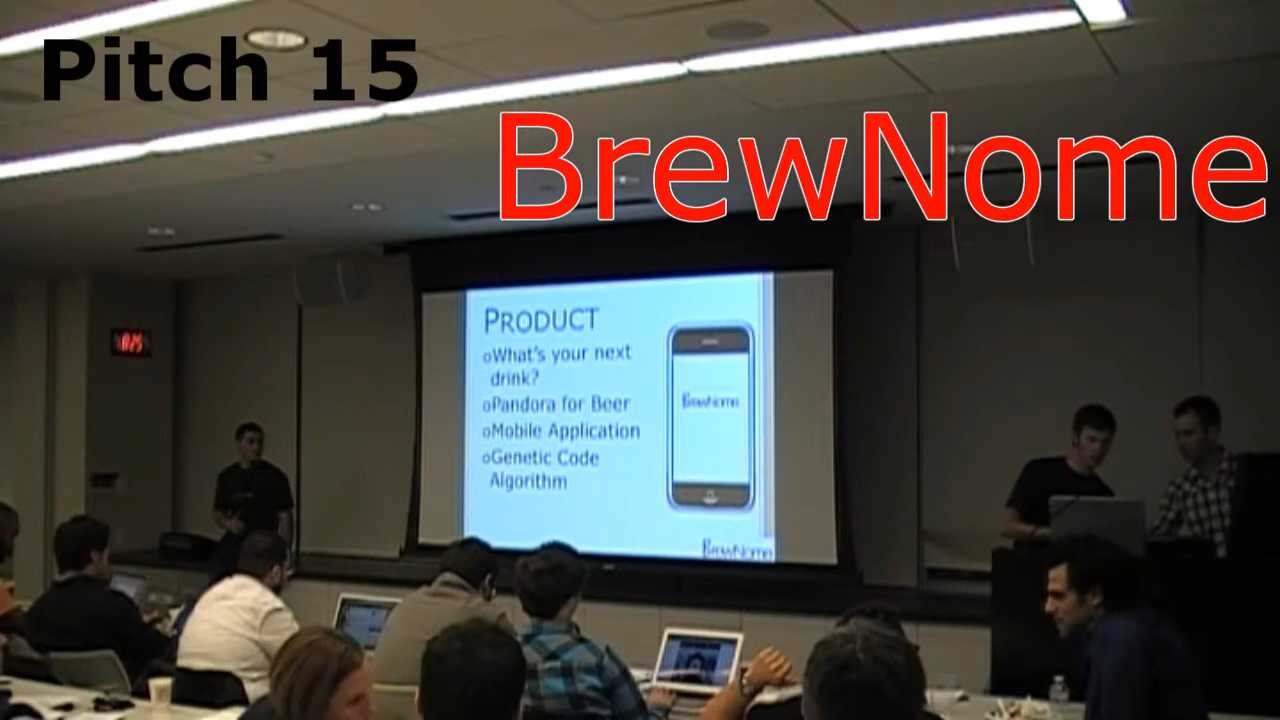 Pitch 15
BrewNome
PRODUCT
oWhat's your next
drink?
oPandora for Beer
oMobile Application
oGenetic Code
Algorithm
BrewNome
BrewNome